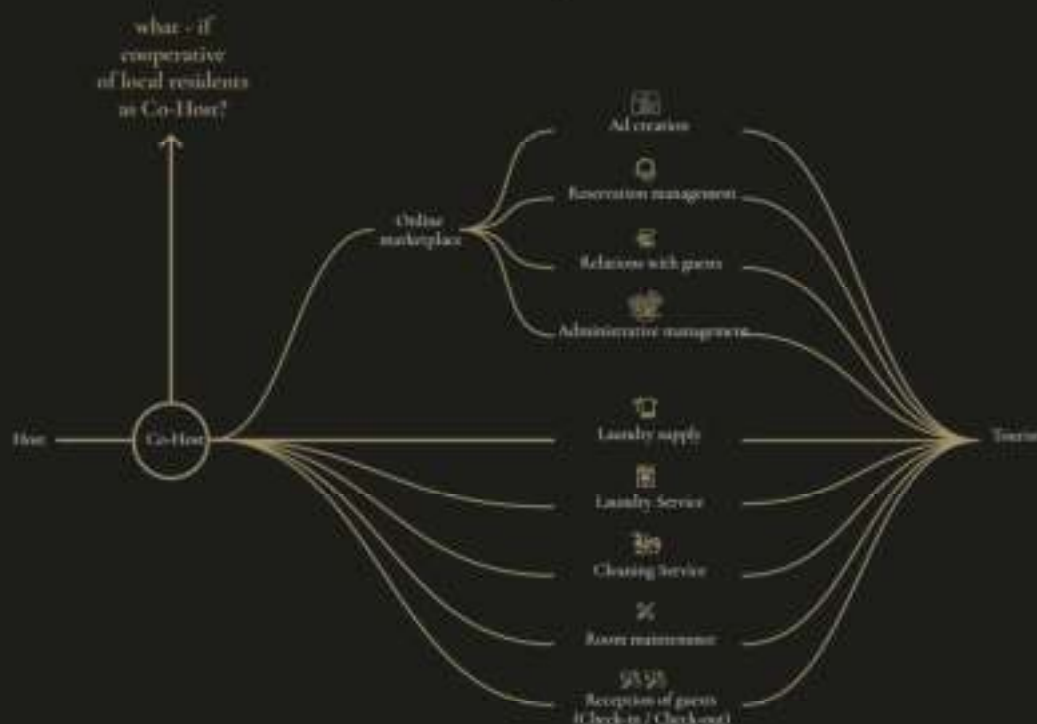 what - if
cooperative
of local residents
as Co-Host?
Ad creation
Reservation management
Online
marketplace
Relations with guests
Administrative management
Host
Co-Host
Laundry supply
Tourist
Laundry Service
Cleaning Service
Room maintenance
Reception of guests
(Check-in / Check-out)